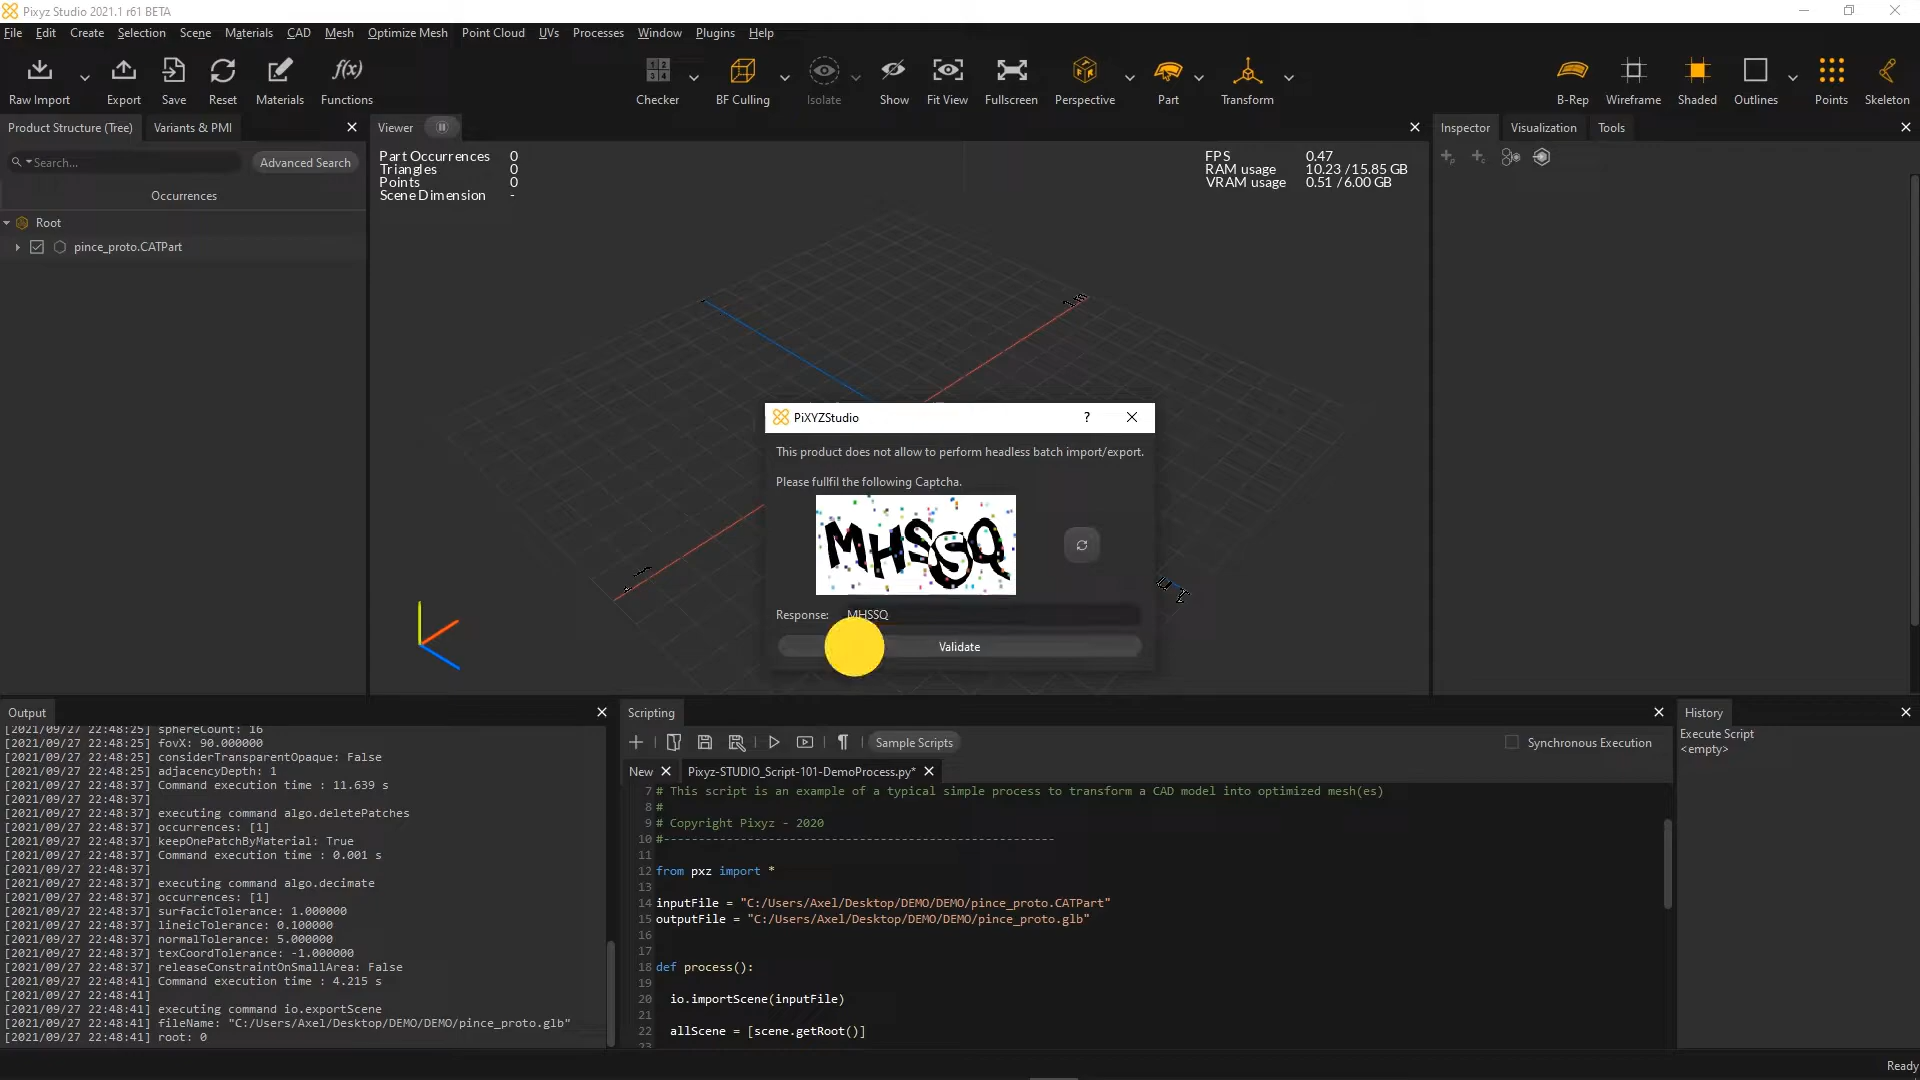 Pixyz Studio 2021.1 r61 BETA
File Edit Create Selection Scene Materials CAD Mesh Optimize Mesh Point Cloud UVs Processes Window Plugins Help
Raw Import Export Save Reset Materials Functions Checker BF Culling Isolate Show Fit View Fullscreen Perspective Part Transform B-Rep Wireframe Shaded Outlines Points Skeleton
f(x)
Product Structure (Tree) Variants & PMI
Search... Advanced Search
Occurrences
Root
pince_proto.CATPart
Viewer
Part Occurrences 0
Triangles 0
Points 0
Scene Dimension -
FPS 0.47
RAM usage 10.23 / 15.85 GB
VRAM usage 0.51 / 6.00 GB
Inspector Visualization Tools
PiXYZStudio ?
This product does not allow to perform headless batch import/export.
Please fullfil the following Captcha.
MHSSQ
Response: MHSSQ
Validate
Output
[2021/09/27 22:48:25] sphereCount: 16
[2021/09/27 22:48:25] fovX: 90.000000
[2021/09/27 22:48:25] considerTransparentOpaque: False
[2021/09/27 22:48:25] adjacencyDepth: 1
[2021/09/27 22:48:37] Command execution time : 11.639 s
[2021/09/27 22:48:37]
[2021/09/27 22:48:37] executing command algo.deletePatches
[2021/09/27 22:48:37] occurrences: [1]
[2021/09/27 22:48:37] keepOnePatchByMaterial: True
[2021/09/27 22:48:37] Command execution time : 0.001 s
[2021/09/27 22:48:37]
[2021/09/27 22:48:37] executing command algo.decimate
[2021/09/27 22:48:37] occurrences: [1]
[2021/09/27 22:48:37] surfacicTolerance: 1.000000
[2021/09/27 22:48:37] lineicTolerance: 0.100000
[2021/09/27 22:48:37] normalTolerance: 5.000000
[2021/09/27 22:48:37] texCoordTolerance: -1.000000
[2021/09/27 22:48:37] releaseConstraintOnSmallArea: False
[2021/09/27 22:48:41] Command execution time : 4.215 s
[2021/09/27 22:48:41]
[2021/09/27 22:48:41] executing command io.exportScene
[2021/09/27 22:48:41] fileName: "C:/Users/Axel/Desktop/DEMO/DEMO/pince_proto.glb"
[2021/09/27 22:48:41] root: 0
Scripting
Sample Scripts Synchronous Execution
New Pixyz-STUDIO_Script-101-DemoProcess.py*
7 # This script is an example of a typical simple process to transform a CAD model into optimized mesh(es)
8 #
9 # Copyright Pixyz - 2020
10 #--------------------------------------------------------
11
12 from pxz import *
13
14 inputFile = "C:/Users/Axel/Desktop/DEMO/DEMO/pince_proto.CATPart"
15 outputFile = "C:/Users/Axel/Desktop/DEMO/DEMO/pince_proto.glb"
16
17
18 def process():
19
20 io.importScene(inputFile)
21
22 allScene = [scene.getRoot()]
23
History
Execute Script
<empty>
Ready